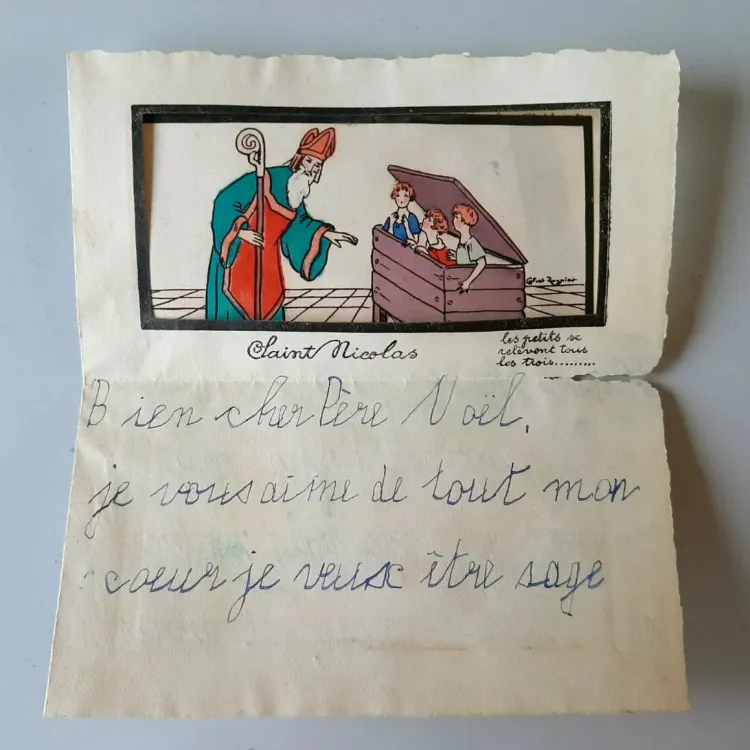 Saint Nicolas
les petits se
relèvent tous
les trois.........
Bien cher Père Noël,
je vous aime de tout mon
coeur je veux être sage